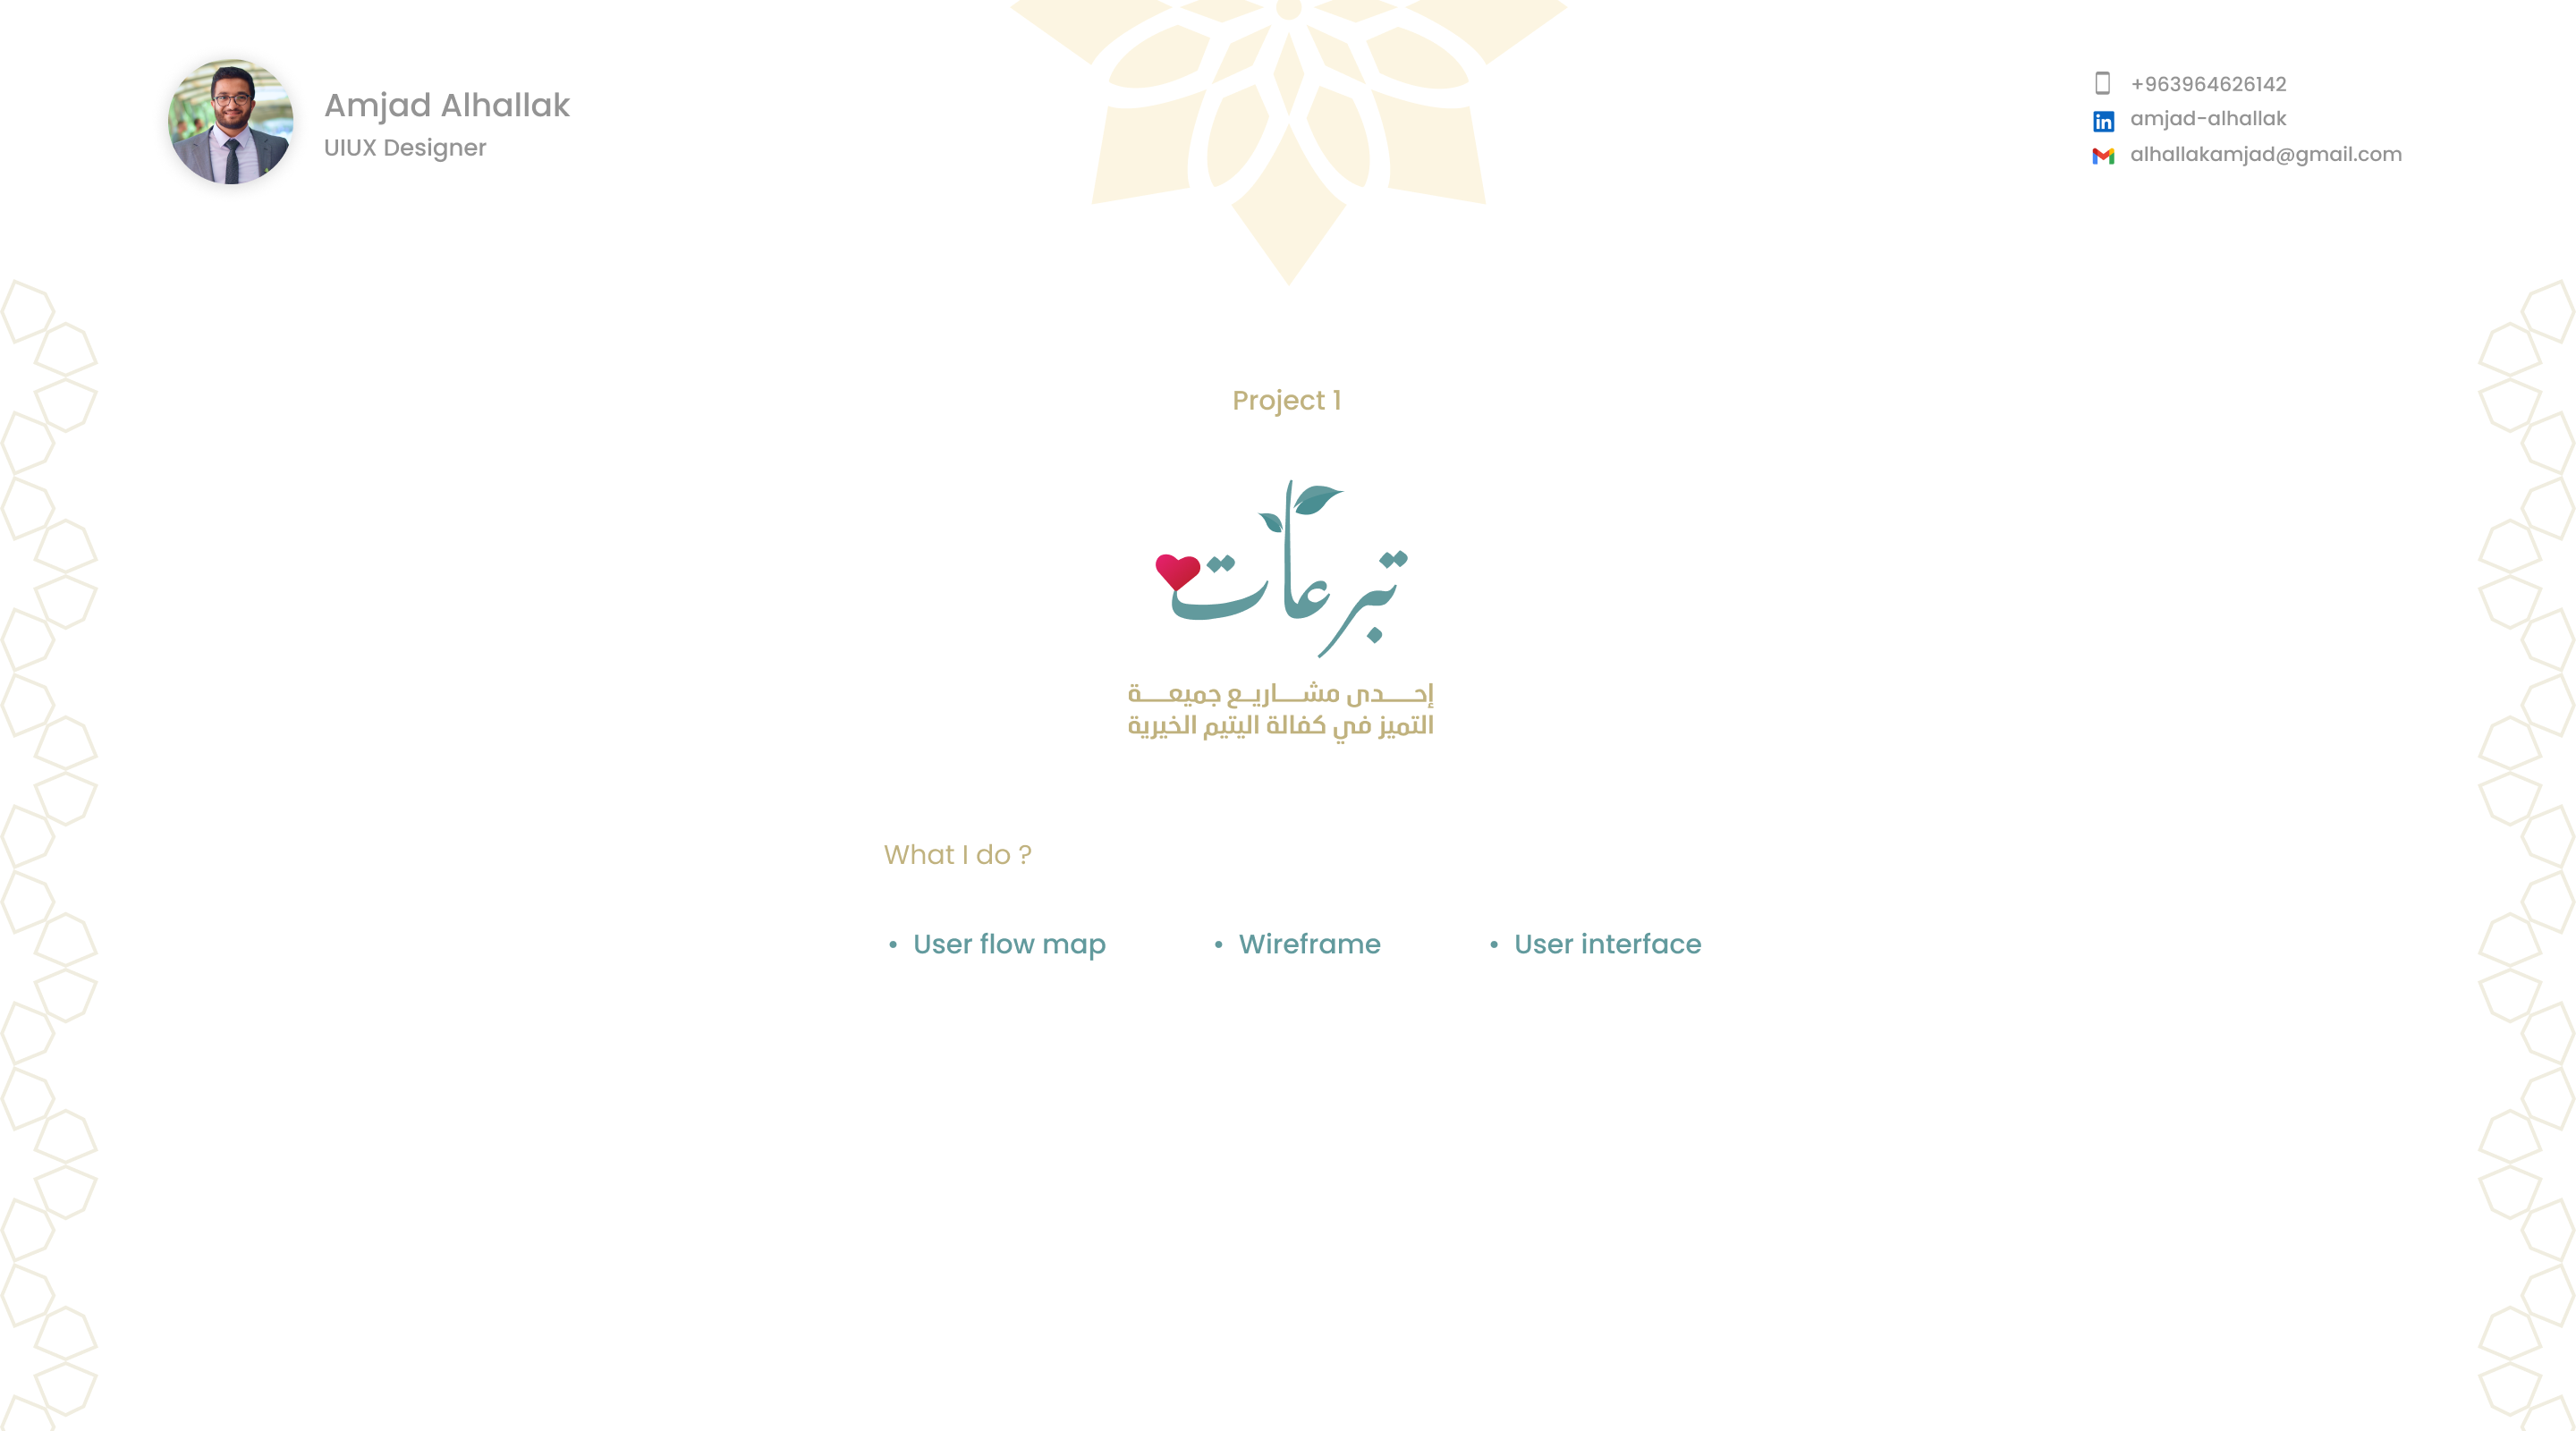 Amjad Alhallak
UIUX Designer
+963964626142
amjad-alhallak
alhallakamjad@gmail.com
Project 1
تبرعات
إحدى مشاريع جميعة
التميز في كفالة اليتيم الخيرية
What I do ?
• User flow map
• Wireframe
• User interface